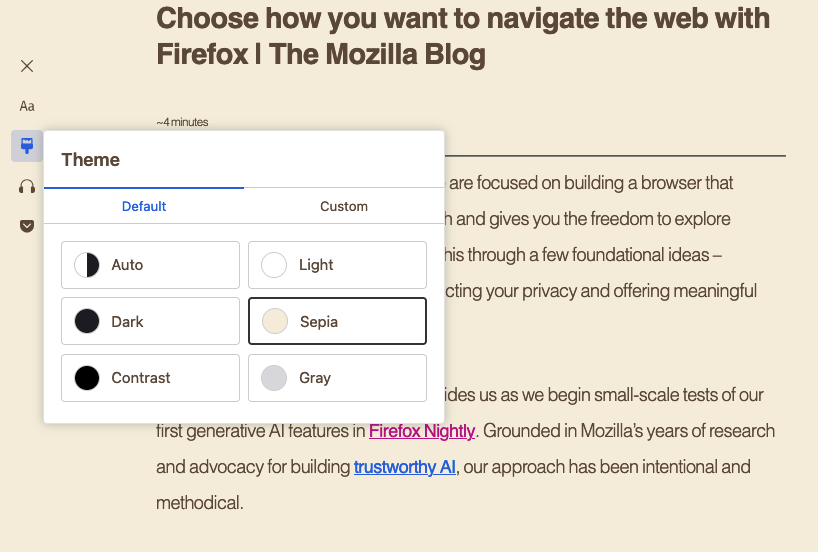 Choose how you want to navigate the web with
Firefox | The Mozilla Blog
~4 minutes
Aa
Theme
Default
Custom
Auto
Light
Dark
Sepia
Contrast
Gray
are focused on building a browser that
and gives you the freedom to explore
through a few foundational ideas –
your privacy and offering meaningful
us as we begin small-scale tests of our
first generative AI features in Firefox Nightly. Grounded in Mozilla's years of research
and advocacy for building trustworthy AI, our approach has been intentional and
methodical.